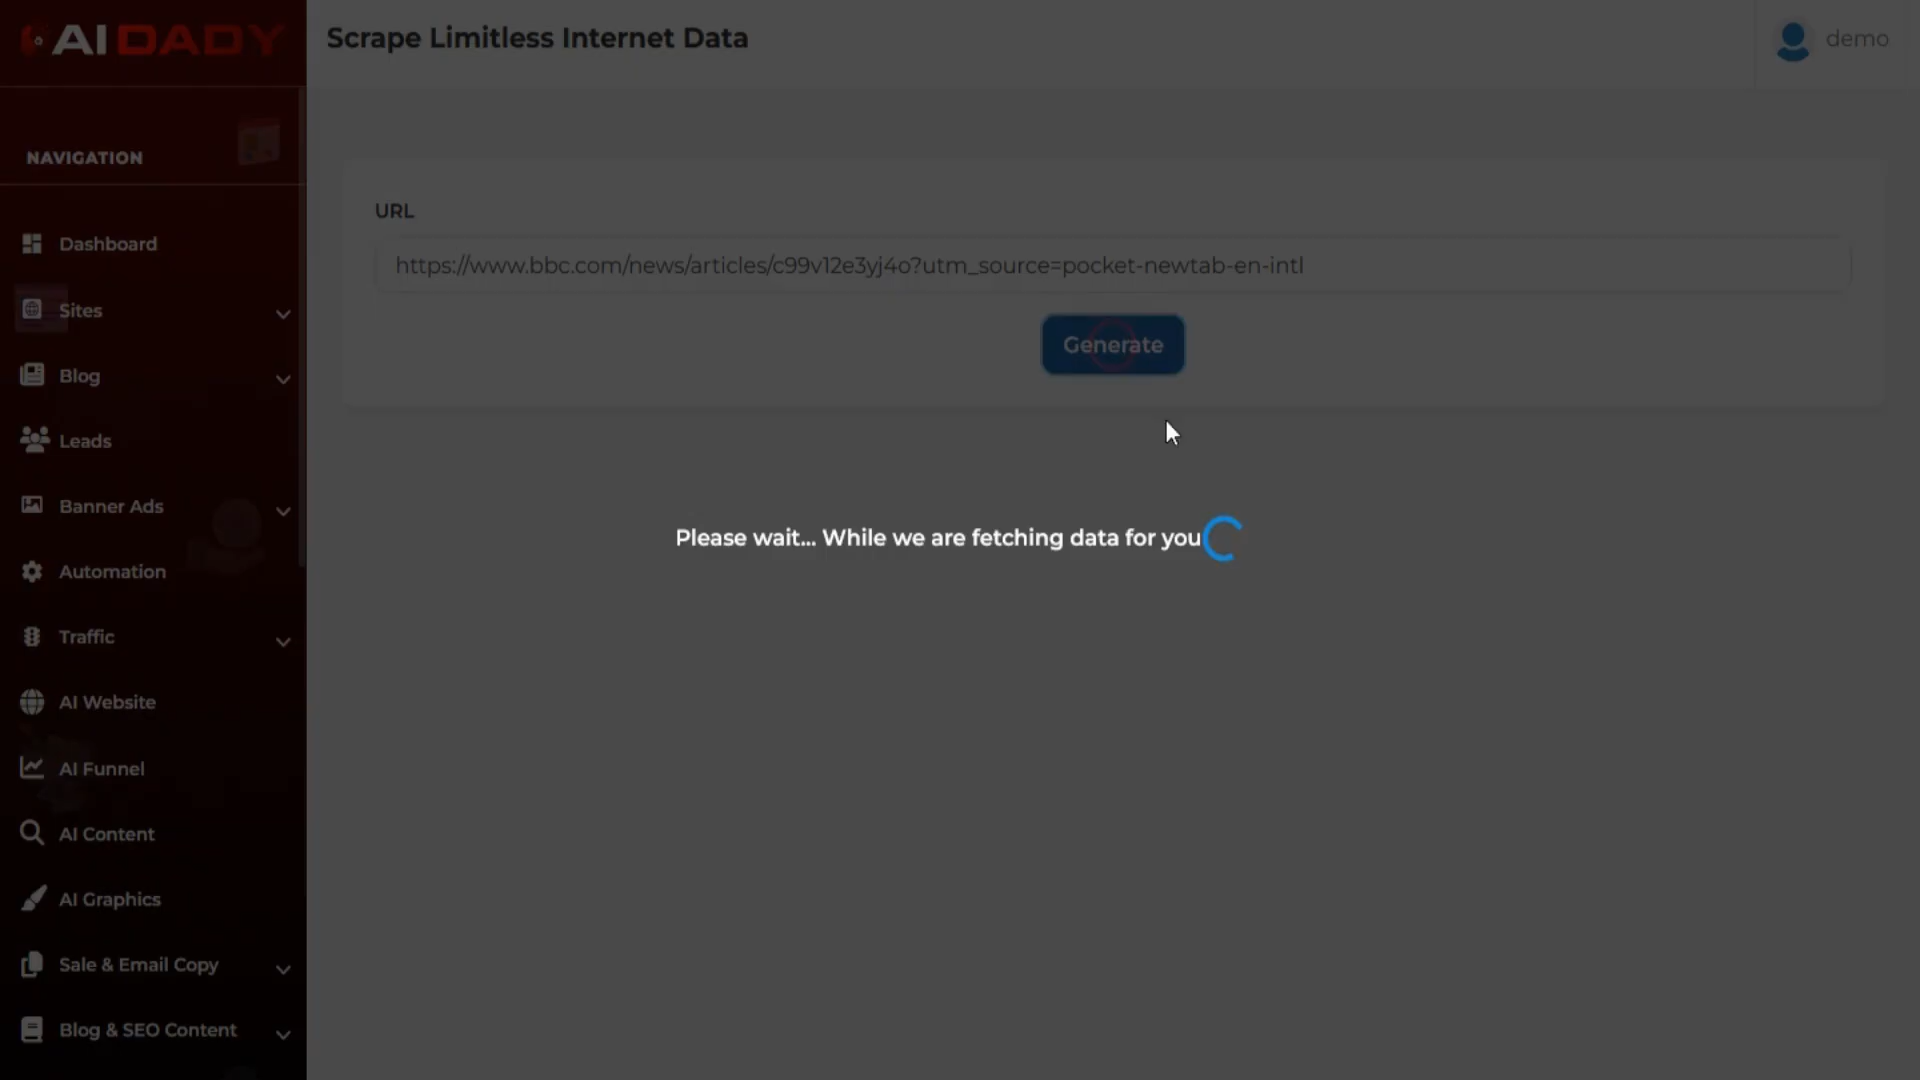 AI DADY
Scrape Limitless Internet Data
demo
NAVIGATION
URL
https://www.bbc.com/news/articles/c99v12e3yj4o?utm_source=pocket-newtab-en-intl
Generate
Please wait... While we are fetching data for you
Dashboard
Sites
Blog
Leads
Banner Ads
Automation
Traffic
AI Website
AI Funnel
AI Content
AI Graphics
Sale & Email Copy
Blog & SEO Content